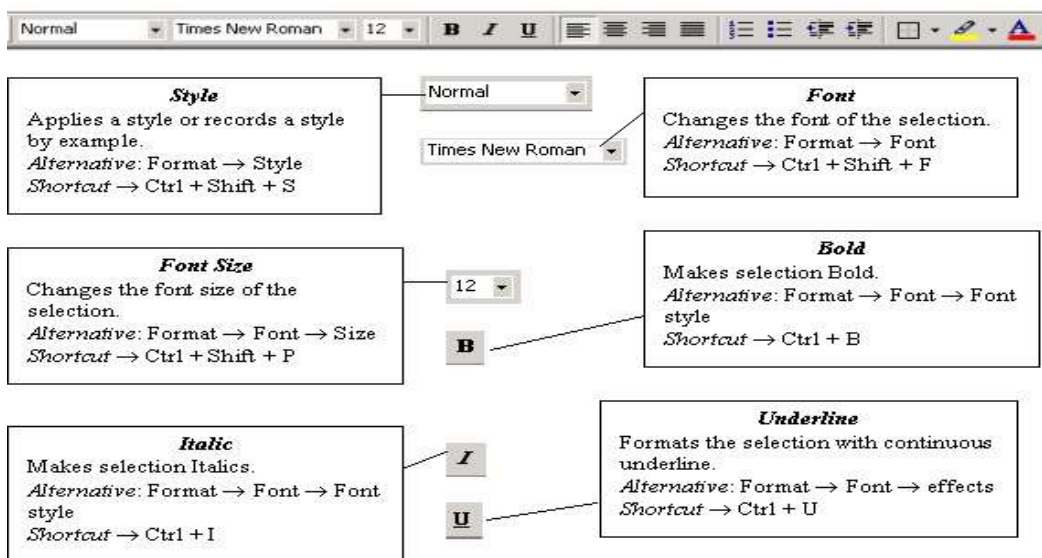 Normal Times New Roman 12 B I U A
Style
Applies a style or records a style
by example.
Alternative: Format → Style
Shortcut → Ctrl + Shift + S
Normal
Times New Roman
Font
Changes the font of the selection.
Alternative: Format → Font
Shortcut → Ctrl + Shift + F
Font Size
Changes the font size of the
selection.
Alternative: Format → Font → Size
Shortcut → Ctrl + Shift + P
12
B
Bold
Makes selection Bold.
Alternative: Format → Font → Font
style
Shortcut → Ctrl + B
Italic
Makes selection Italics.
Alternative: Format → Font → Font
style
Shortcut → Ctrl + I
I
U
Underline
Formats the selection with continuous
underline.
Alternative: Format → Font → effects
Shortcut → Ctrl + U